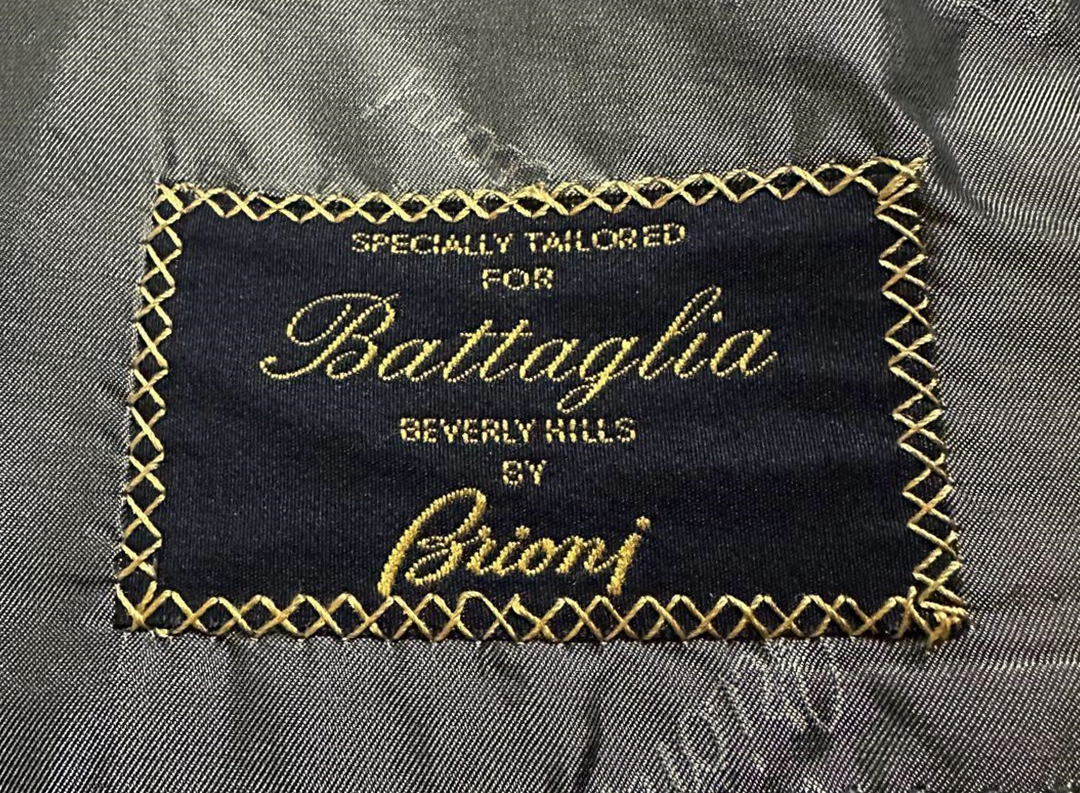 SPECIALLY TAILORED
FOR
Battaglia
BEVERLY HILLS
BY
Brioni